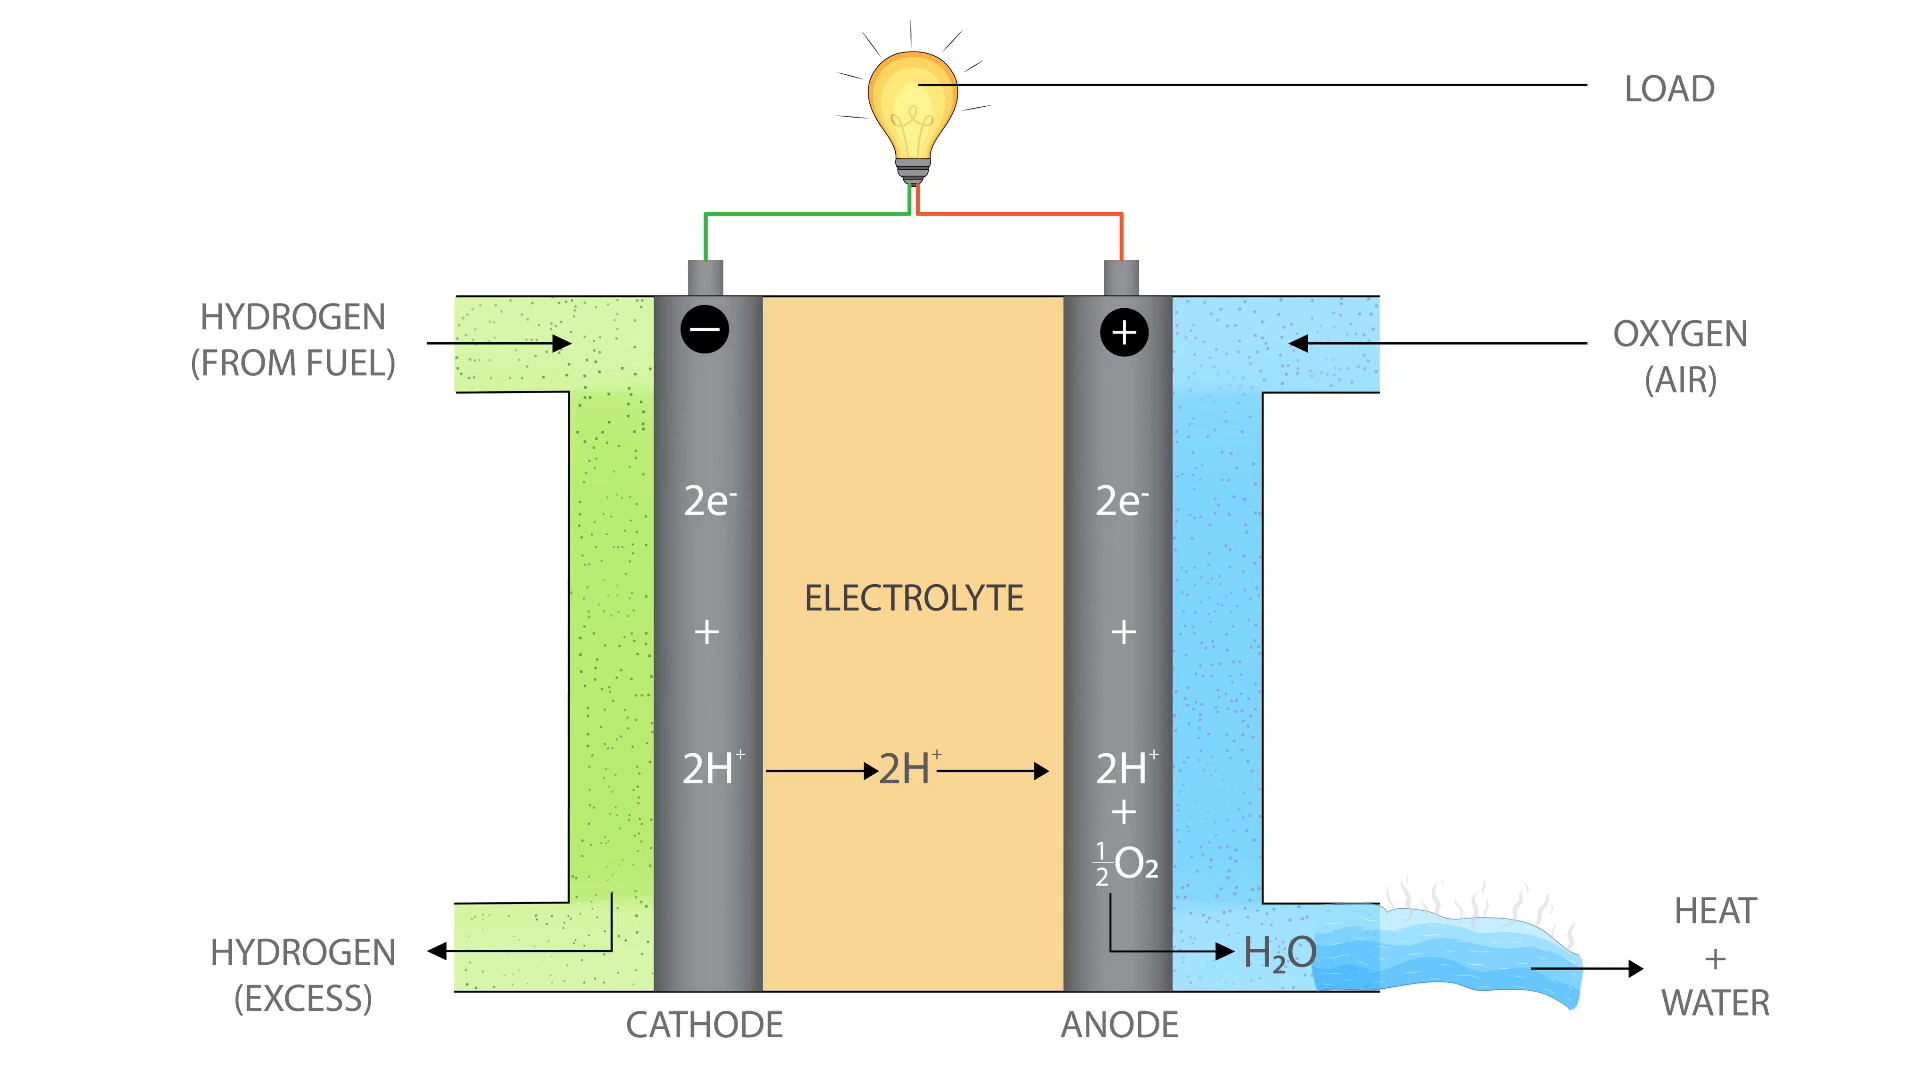 LOAD
HYDROGEN
(FROM FUEL)
−
+
OXYGEN
(AIR)
2e⁻
2e⁻
ELECTROLYTE
+
+
2H⁺
2H⁺
2H⁺
+
½O₂
HYDROGEN
(EXCESS)
H₂O
HEAT
+
WATER
CATHODE
ANODE